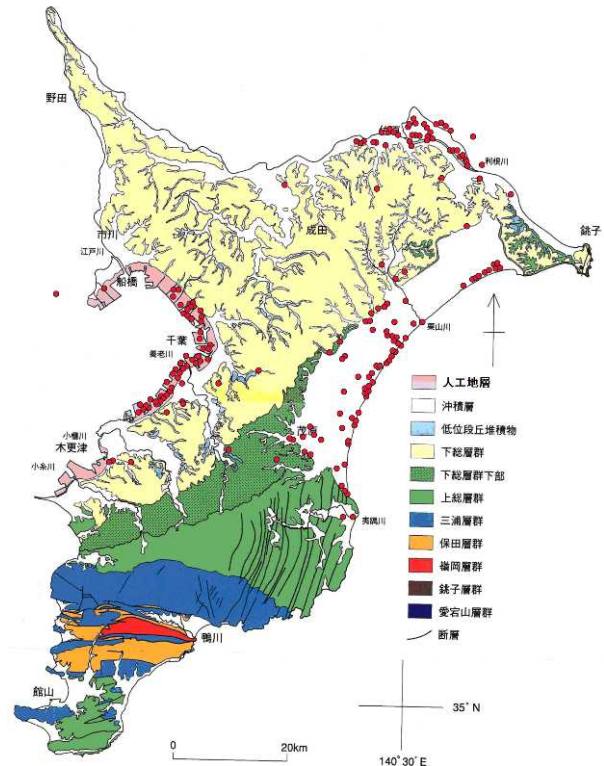 野田
利根川
成田
銚子
市川
江戸川
船橋
千葉
養老川
栗山川
人工地層
沖積層
低位段丘堆積物
下総層群
下総層群下部
上総層群
三浦層群
保田層群
嶺岡層群
銚子層群
愛宕山層群
断層
小櫃川
木更津
小糸川
茂原
夷隅川
鴨川
館山
35° N
0
20km
140°30' E